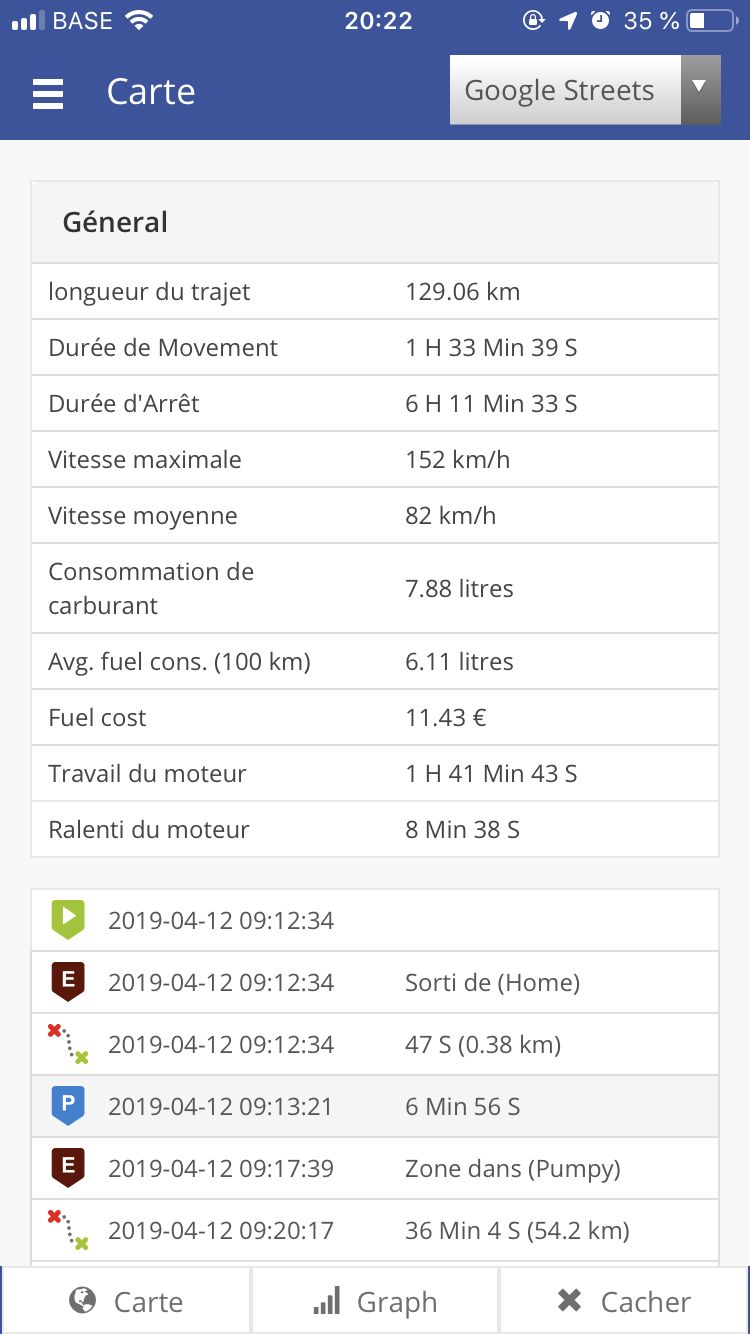 BASE 20:22 35 %
Carte Google Streets
Géneral
longueur du trajet 129.06 km
Durée de Movement 1 H 33 Min 39 S
Durée d'Arrêt 6 H 11 Min 33 S
Vitesse maximale 152 km/h
Vitesse moyenne 82 km/h
Consommation de
carburant 7.88 litres
Avg. fuel cons. (100 km) 6.11 litres
Fuel cost 11.43 €
Travail du moteur 1 H 41 Min 43 S
Ralenti du moteur 8 Min 38 S
2019-04-12 09:12:34
E 2019-04-12 09:12:34 Sorti de (Home)
2019-04-12 09:12:34 47 S (0.38 km)
P 2019-04-12 09:13:21 6 Min 56 S
E 2019-04-12 09:17:39 Zone dans (Pumpy)
2019-04-12 09:20:17 36 Min 4 S (54.2 km)
Carte Graph Cacher